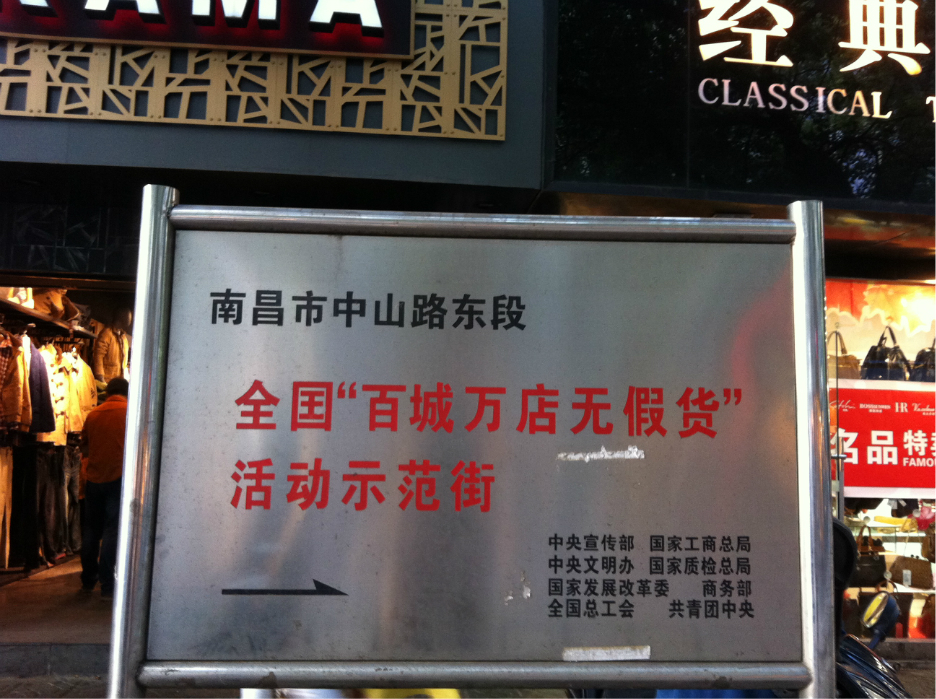 AMA
经典
CLASSICAL
南昌市中山路东段
全国“百城万店无假货”
活动示范街
中央宣传部 国家工商总局
中央文明办 国家质检总局
国家发展改革委 商务部
全国总工会 共青团中央
HR
名品特卖
FAMOU